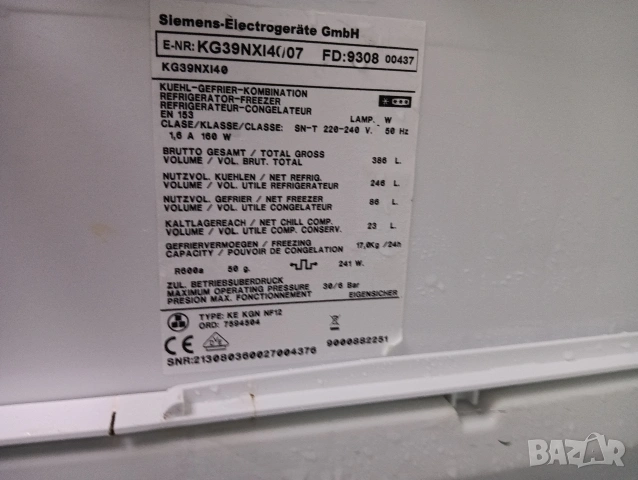 Siemens-Electrogeräte GmbH
E-NR: KG39NXI40/07 FD: 9308 00437
KG39NXI40
KUEHL-GEFRIER-KOMBINATION
REFRIGERATOR-FREEZER
REFRIGERATEUR-CONGELATEUR
EN 153 LAMP. W
CLASE/KLASSE/CLASSE: SN-T 220-240 V. 50 Hz
1,6 A 160 W
BRUTTO GESAMT / TOTAL GROSS
VOLUME / VOL. BRUT. TOTAL 386 L.
NUTZVOL. KUEHLEN / NET REFRIG.
VOLUME / VOL. UTILE REFRIGERATEUR 246 L.
NUTZVOL. GEFRIER / NET FREEZER
VOLUME / VOL. UTILE CONGELATEUR 86 L.
KALTLAGEREACH / NET CHILL COMP.
VOLUME / VOL. UTILE COMP. CONSERV. 23 L.
GEFRIERVERMOEGEN / FREEZING
CAPACITY / POUVOIR DE CONGELATION 17,0Kg /24h
R600a 50 g. 241 W.
ZUL. BETRIEBSUBERDRUCK
MAXIMUM OPERATING PRESSURE 30/6 Bar
PRESION MAX. FONCTIONNEMENT EIGENSICHER
TYPE: KE KGN NF12
ORD: 7594504
CE DVE 9000882251
SNR:213080360027004376
BAZAR